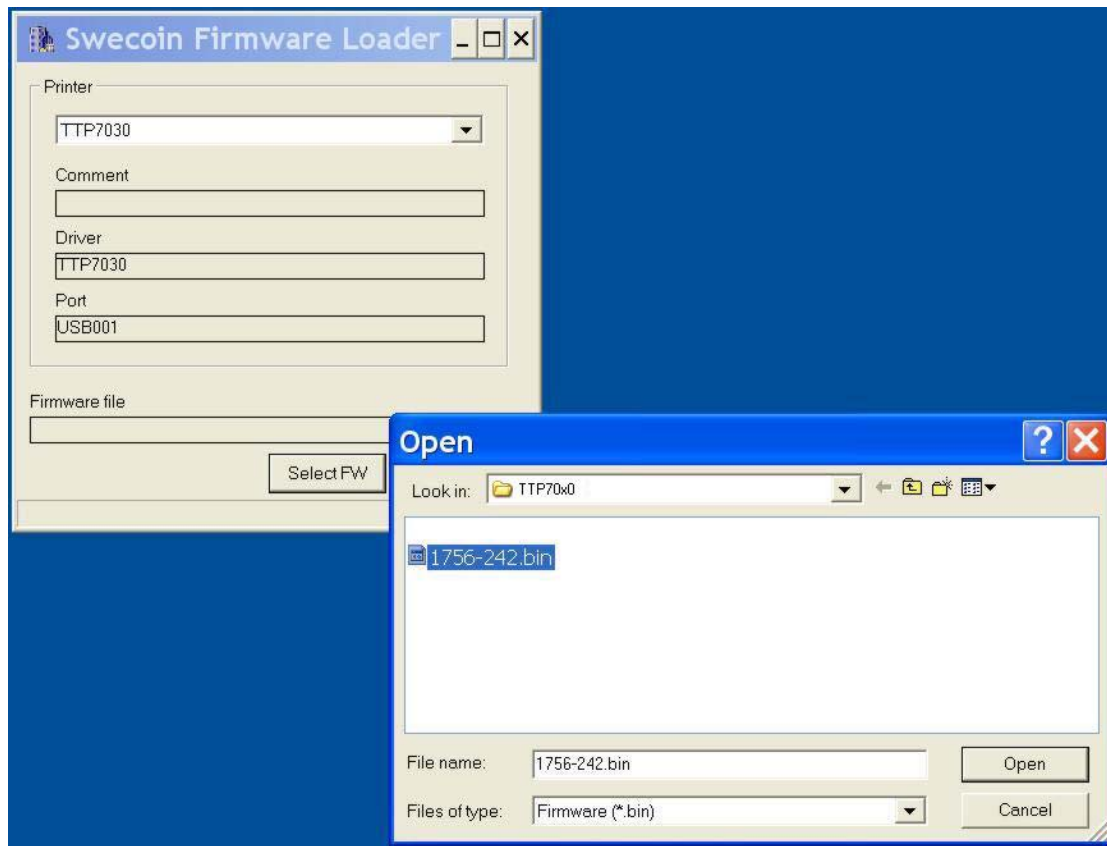 Swecoin Firmware Loader
Printer
TTP7030
Comment
Driver
TTP7030
Port
USB001
Firmware file
Select FW
Open
Look in: TTP70x0
1756-242.bin
File name: 1756-242.bin Open
Files of type: Firmware (*.bin) Cancel